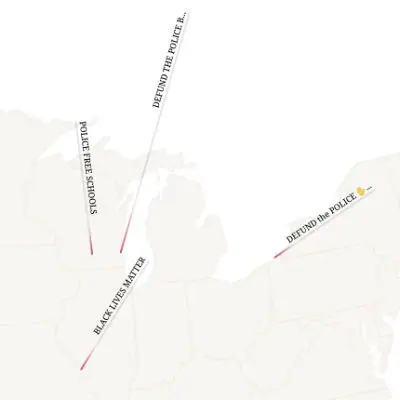 DEFUND THE POLICE B...
POLICE FREE SCHOOLS
DEFUND the POLICE ✋...
BLACK LIVES MATTER